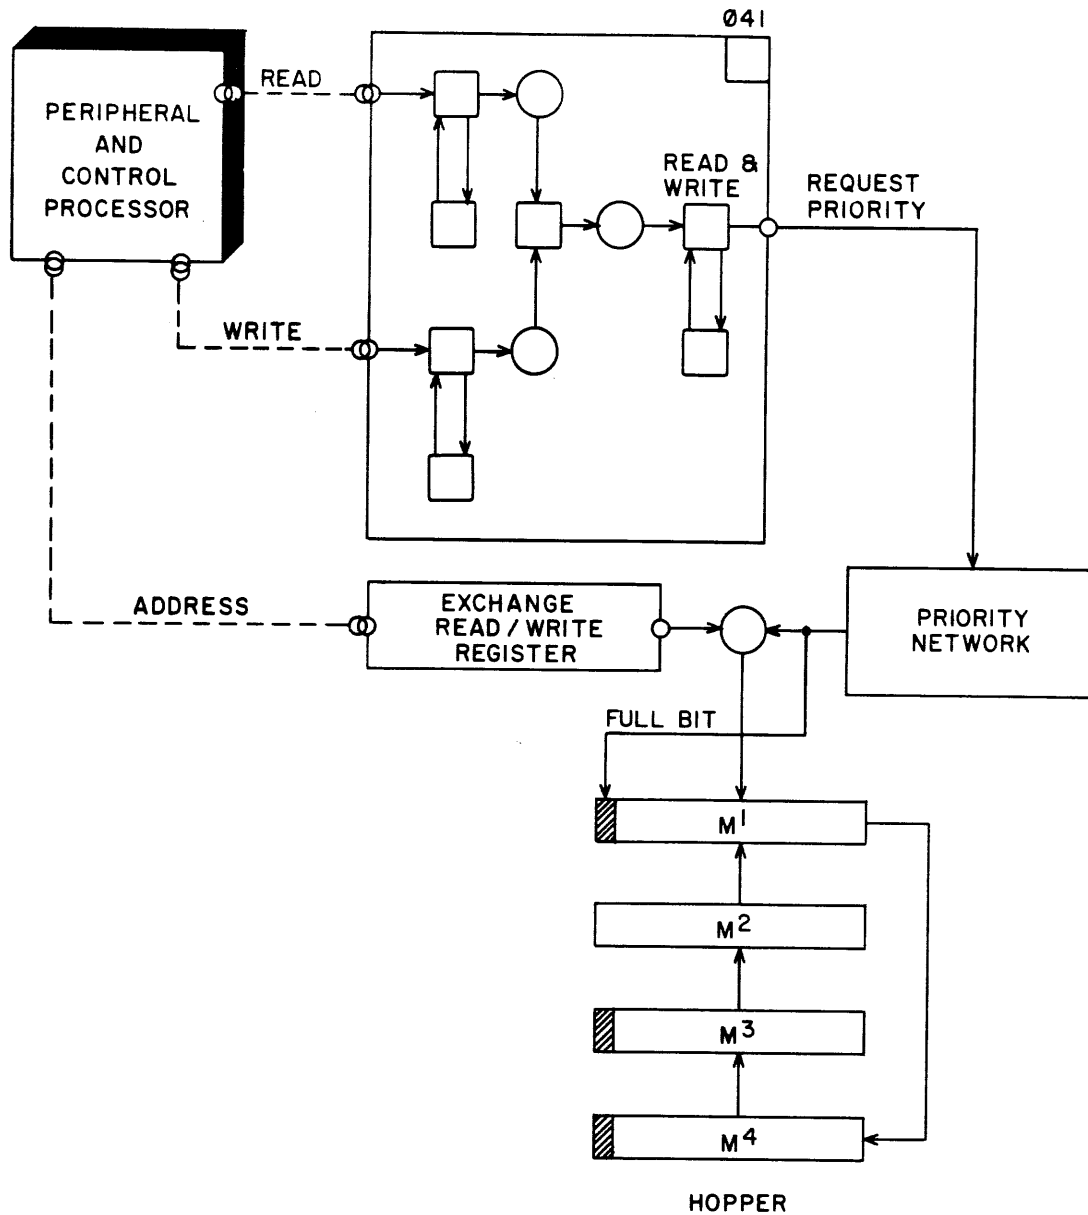 Ø41
READ
PERIPHERAL
AND
CONTROL
PROCESSOR
READ &
WRITE
REQUEST
PRIORITY
WRITE
ADDRESS
EXCHANGE
READ / WRITE
REGISTER
PRIORITY
NETWORK
FULL BIT
M1
M2
M3
M4
HOPPER